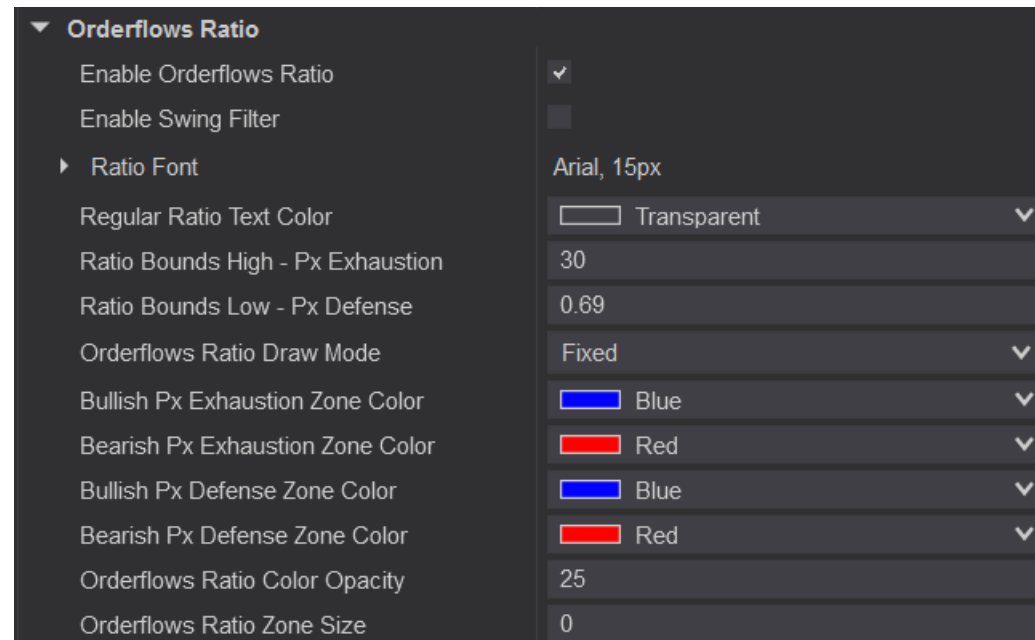 Orderflows Ratio
Enable Orderflows Ratio
Enable Swing Filter
Ratio Font Arial, 15px
Regular Ratio Text Color Transparent
Ratio Bounds High - Px Exhaustion 30
Ratio Bounds Low - Px Defense 0.69
Orderflows Ratio Draw Mode Fixed
Bullish Px Exhaustion Zone Color Blue
Bearish Px Exhaustion Zone Color Red
Bullish Px Defense Zone Color Blue
Bearish Px Defense Zone Color Red
Orderflows Ratio Color Opacity 25
Orderflows Ratio Zone Size 0